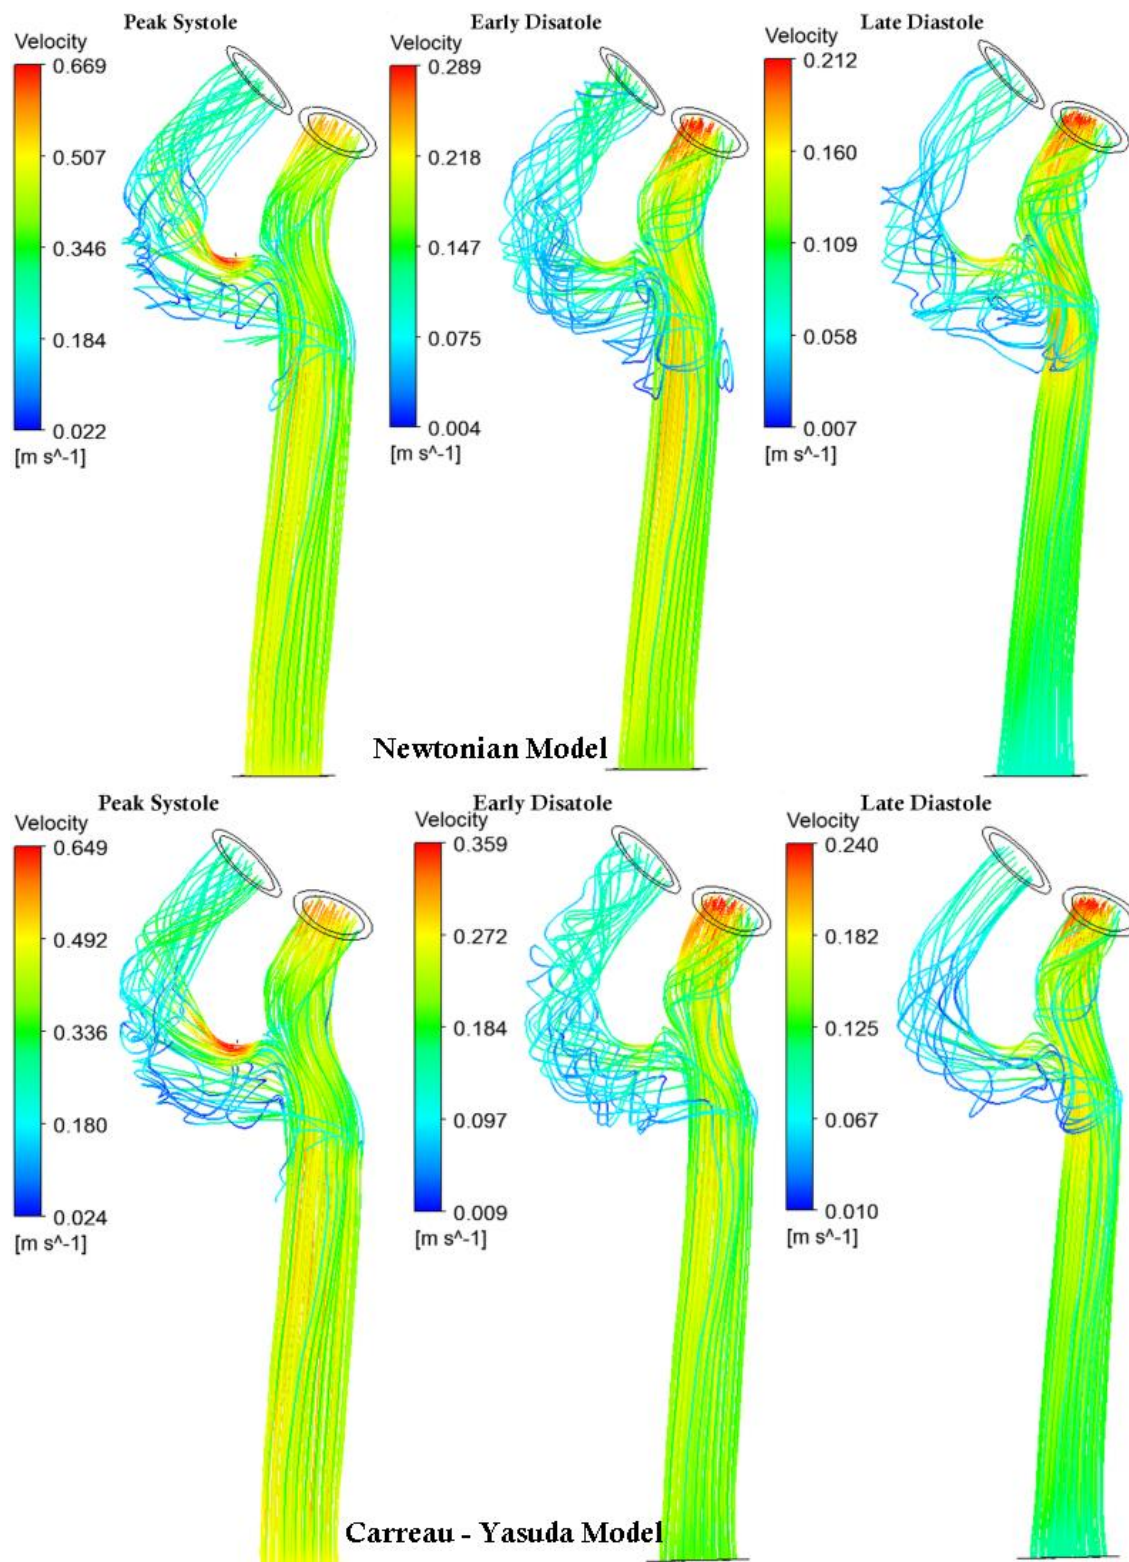 Peak Systole
Velocity
0.669
0.507
0.346
0.184
0.022
[m s^-1]
Early Disatole
Velocity
0.289
0.218
0.147
0.075
0.004
[m s^-1]
Late Diastole
Velocity
0.212
0.160
0.109
0.058
0.007
[m s^-1]
Newtonian Model
Peak Systole
Velocity
0.649
0.492
0.336
0.180
0.024
[m s^-1]
Early Disatole
Velocity
0.359
0.272
0.184
0.097
0.009
[m s^-1]
Late Diastole
Velocity
0.240
0.182
0.125
0.067
0.010
[m s^-1]
Carreau - Yasuda Model